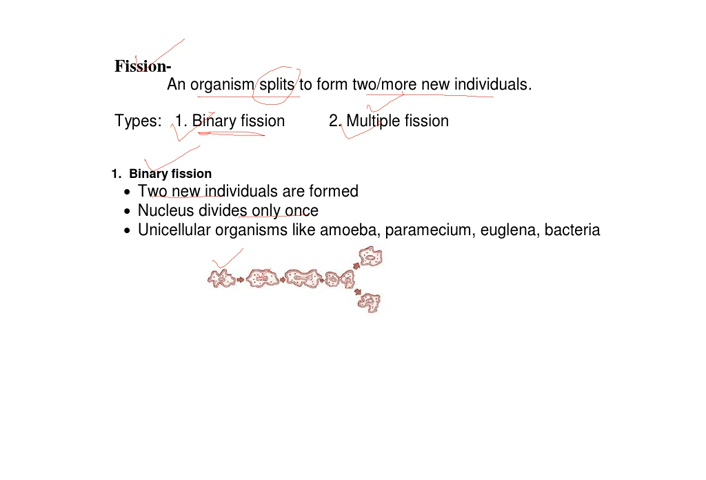 Fission-
An organism splits to form two/more new individuals.
Types: 1. Binary fission 2. Multiple fission
1. Binary fission
• Two new individuals are formed
• Nucleus divides only once
• Unicellular organisms like amoeba, paramecium, euglena, bacteria